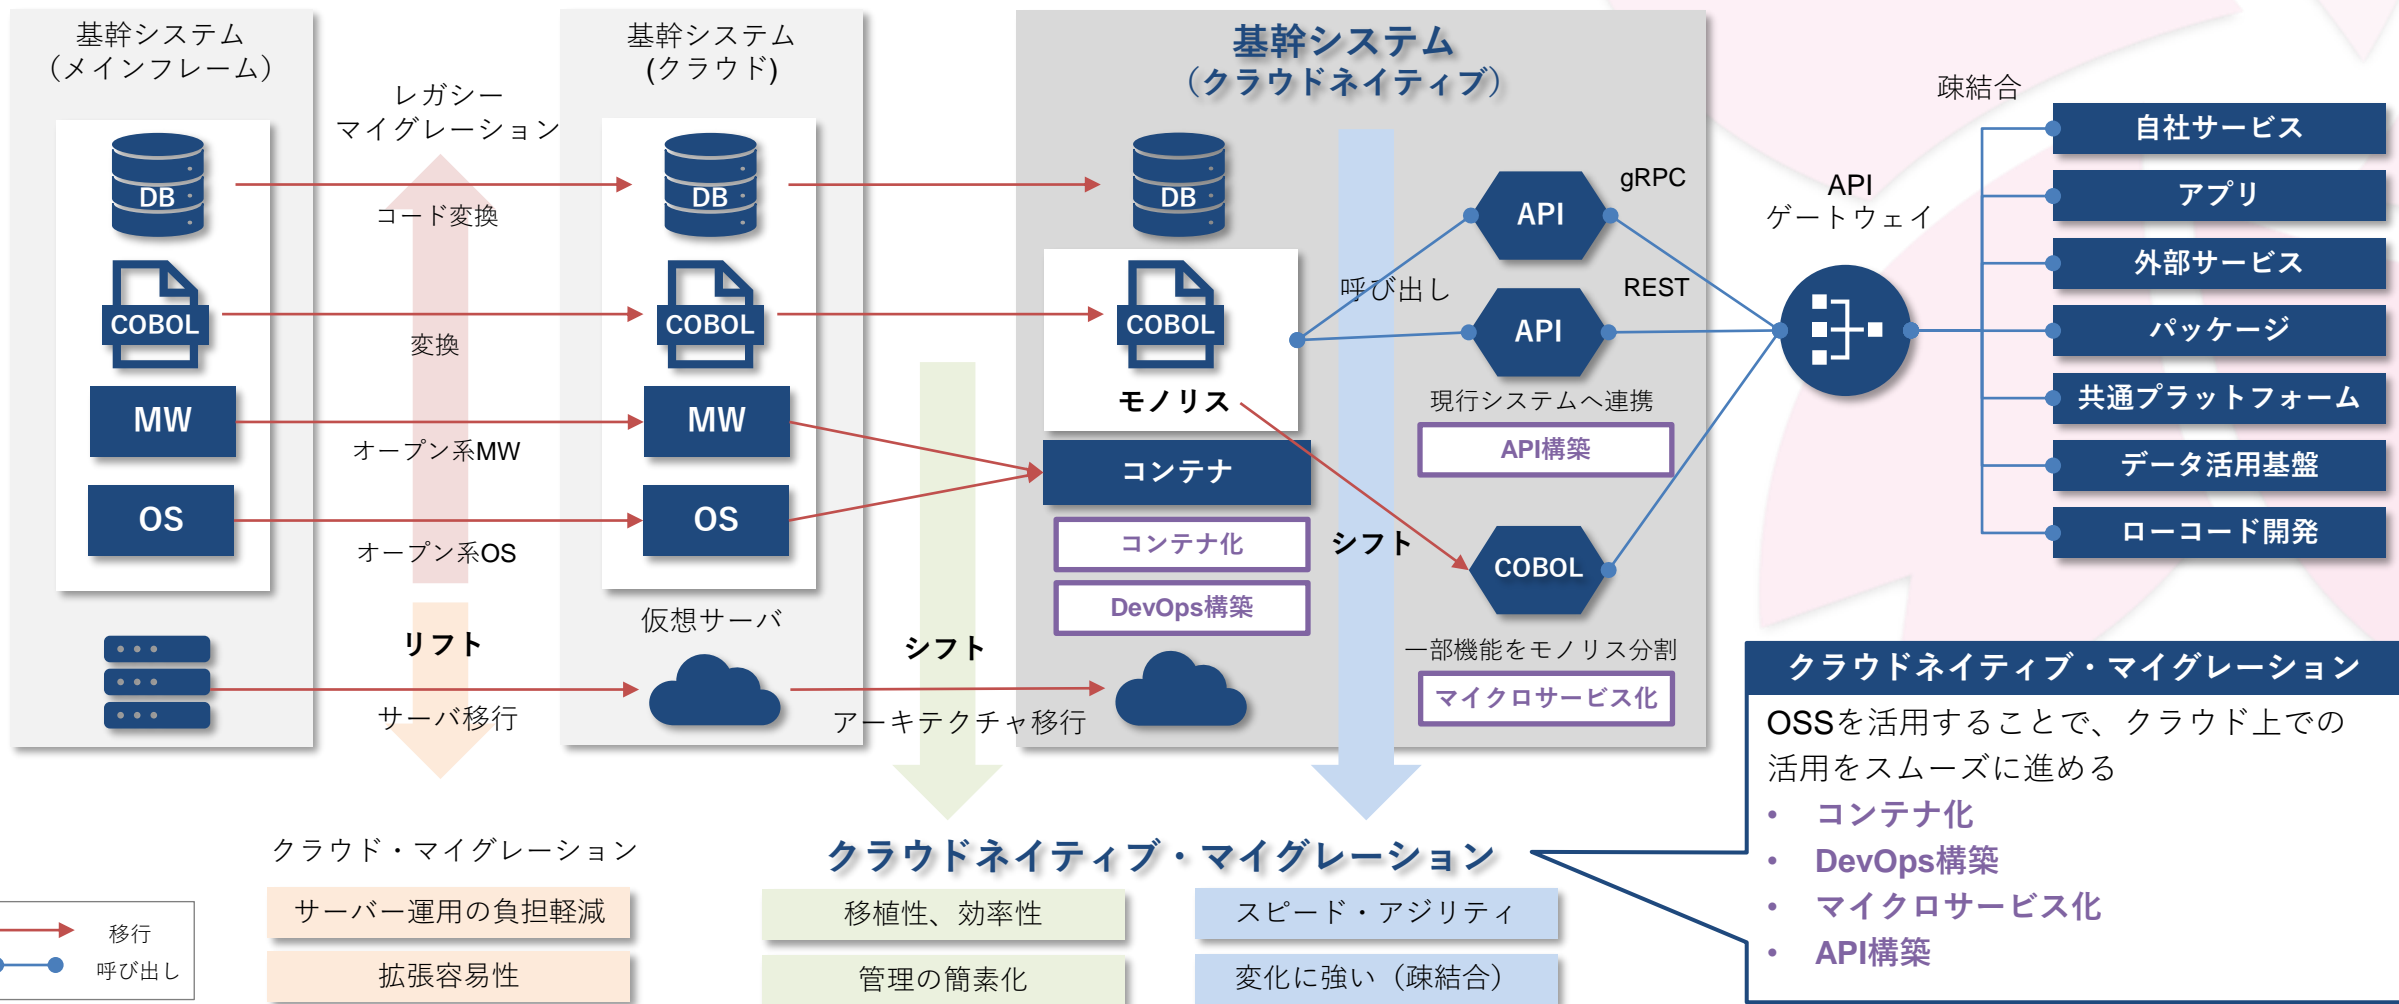 基幹システム
（メインフレーム）
DB
COBOL
MW
OS
レガシー
マイグレーション
コード変換
変換
オープン系MW
オープン系OS
リフト
サーバ移行
基幹システム
(クラウド)
DB
COBOL
MW
OS
仮想サーバ
シフト
アーキテクチャ移行
基幹システム
（クラウドネイティブ）
DB
COBOL
モノリス
コンテナ
コンテナ化
DevOps構築
呼び出し
シフト
API
gRPC
API
REST
現行システムへ連携
API構築
COBOL
一部機能をモノリス分割
マイクロサービス化
API
ゲートウェイ
疎結合
自社サービス
アプリ
外部サービス
パッケージ
共通プラットフォーム
データ活用基盤
ローコード開発
クラウドネイティブ・マイグレーション
OSSを活用することで、クラウド上での
活用をスムーズに進める
• コンテナ化
• DevOps構築
• マイクロサービス化
• API構築
移行
呼び出し
クラウド・マイグレーション
サーバー運用の負担軽減
拡張容易性
クラウドネイティブ・マイグレーション
移植性、効率性
管理の簡素化
スピード・アジリティ
変化に強い（疎結合）